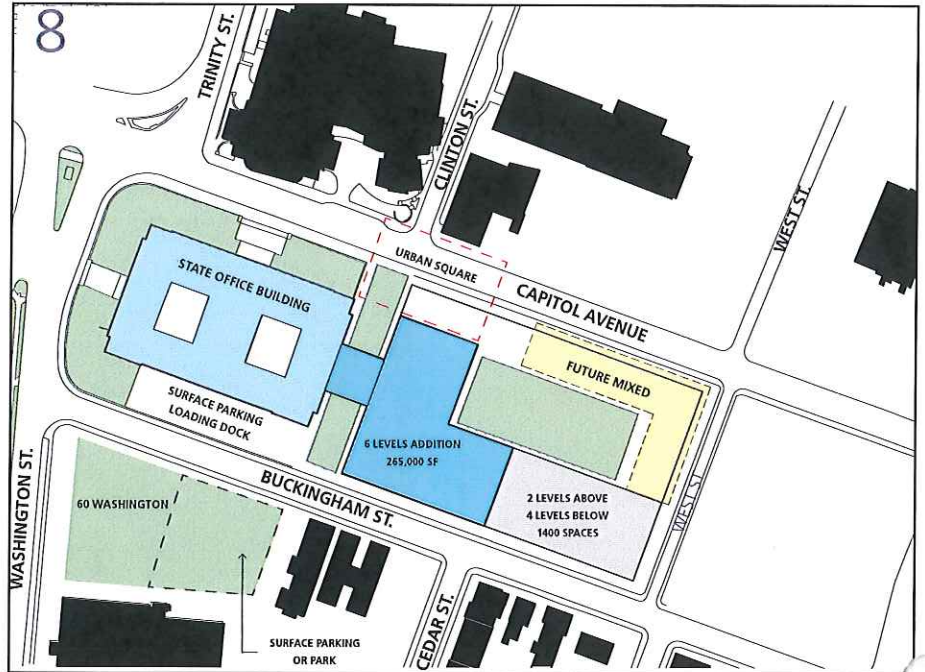 8
TRINITY ST.
CLINTON ST.
WEST ST.
URBAN SQUARE
CAPITOL AVENUE
STATE OFFICE BUILDING
FUTURE MIXED
SURFACE PARKING
LOADING DOCK
6 LEVELS ADDITION
265,000 SF
2 LEVELS ABOVE
4 LEVELS BELOW
1400 SPACES
WEST ST
BUCKINGHAM ST.
WASHINGTON ST.
60 WASHINGTON
CEDAR ST.
SURFACE PARKING
OR PARK